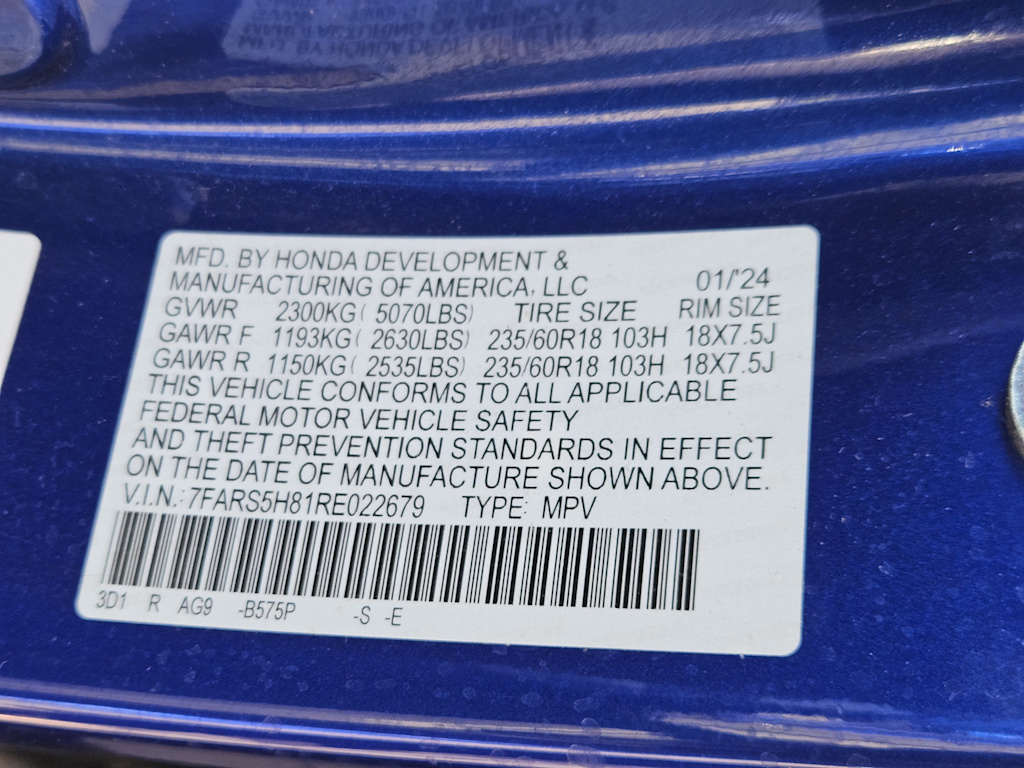 MFD. BY HONDA DEVELOPMENT &
MANUFACTURING OF AMERICA, LLC 01/'24
GVWR 2300KG( 5070LBS) TIRE SIZE RIM SIZE
GAWR F 1193KG( 2630LBS) 235/60R18 103H 18X7.5J
GAWR R 1150KG( 2535LBS) 235/60R18 103H 18X7.5J
THIS VEHICLE CONFORMS TO ALL APPLICABLE
FEDERAL MOTOR VEHICLE SAFETY
AND THEFT PREVENTION STANDARDS IN EFFECT
ON THE DATE OF MANUFACTURE SHOWN ABOVE.
V.I.N.: 7FARS5H81RE022679 TYPE: MPV
3D1 R AG9 -B575P -S -E